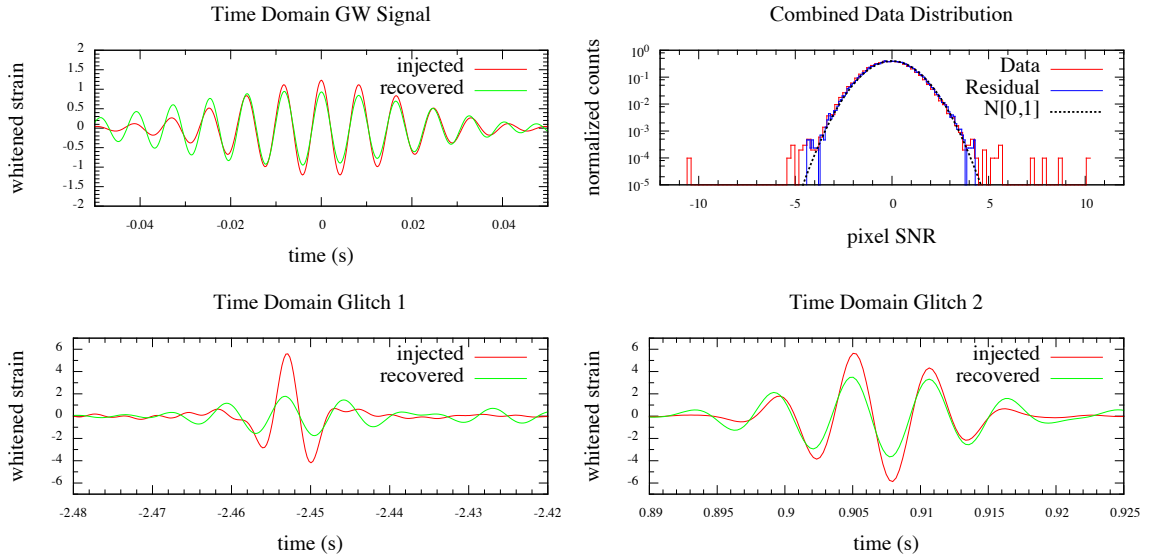 Time Domain GW Signal
whitened strain
2
1.5
1
0.5
0
-0.5
-1
-1.5
-2
injected
recovered
-0.04
-0.02
0
0.02
0.04
time (s)
Combined Data Distribution
normalized counts
10^0
10^-1
10^-2
10^-3
10^-4
10^-5
Data
Residual
N[0,1]
-10
-5
0
5
10
pixel SNR
Time Domain Glitch 1
whitened strain
6
4
2
0
-2
-4
-6
injected
recovered
-2.48
-2.47
-2.46
-2.45
-2.44
-2.43
-2.42
time (s)
Time Domain Glitch 2
whitened strain
6
4
2
0
-2
-4
-6
injected
recovered
0.89
0.895
0.9
0.905
0.91
0.915
0.92
0.925
time (s)